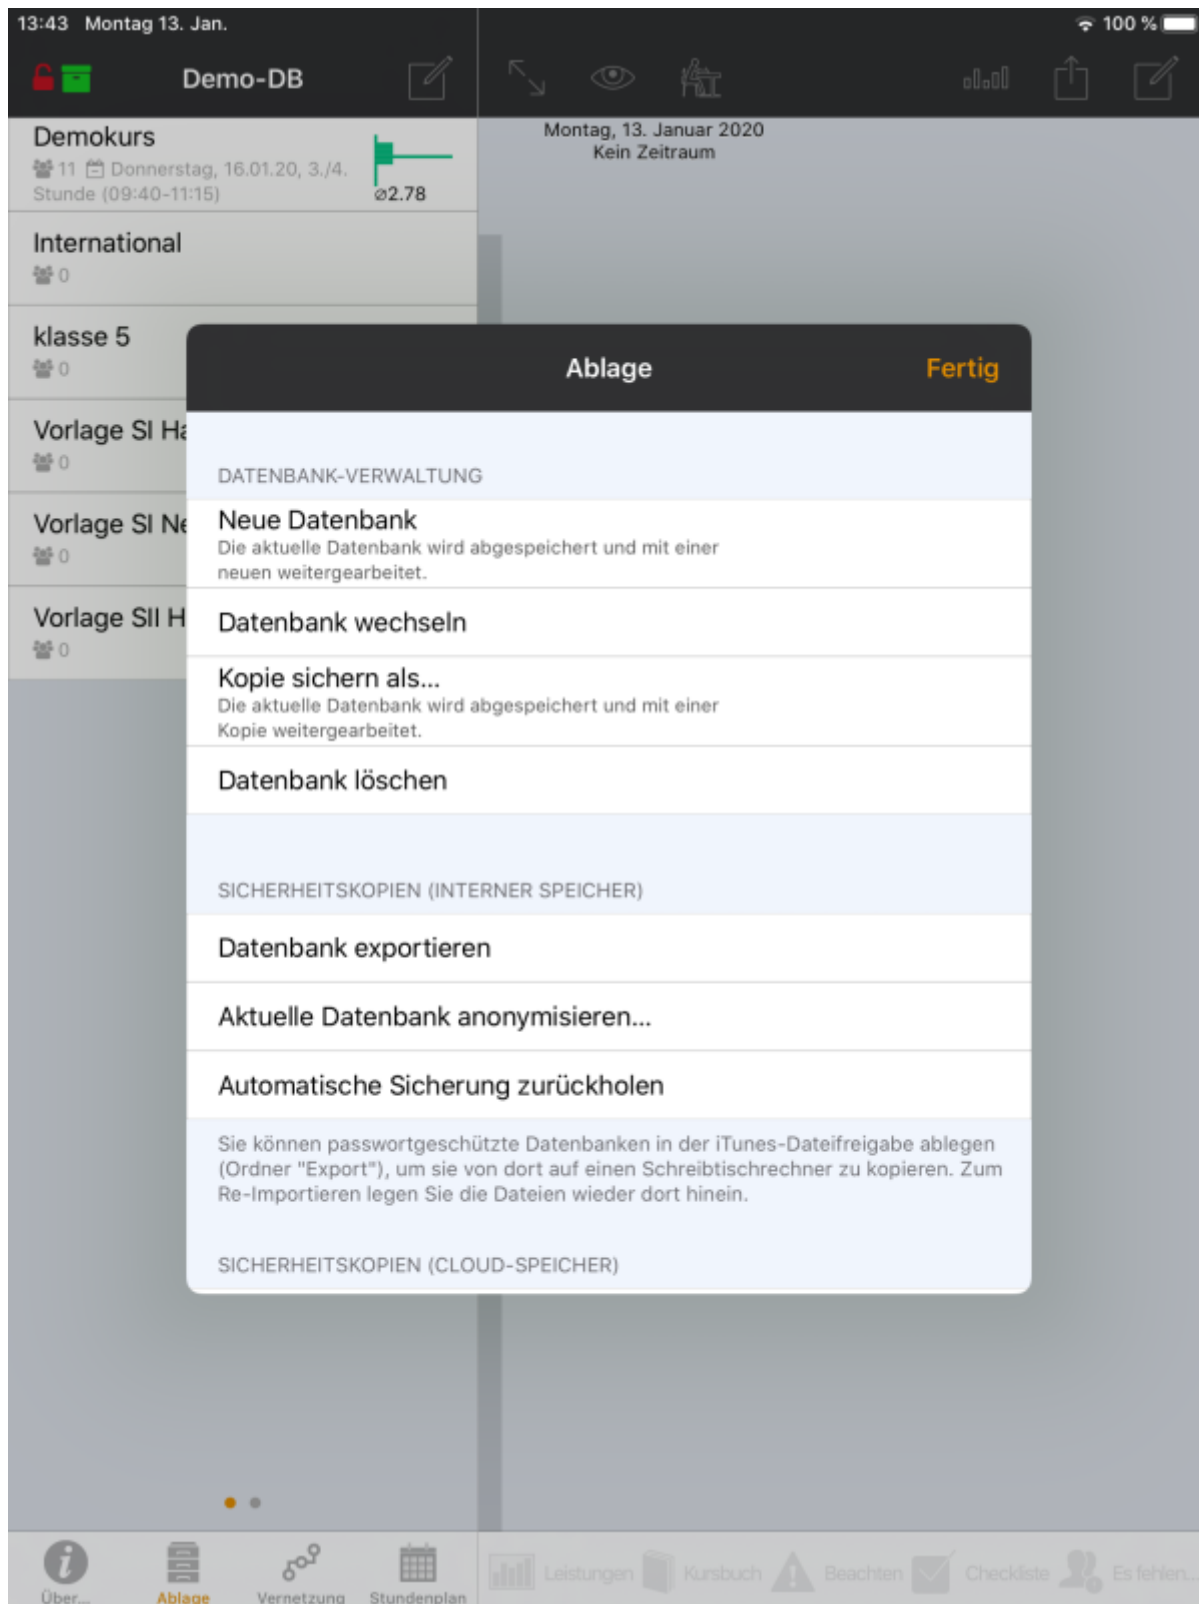 13:43 Montag 13. Jan.
100 %
Demo-DB
Demokurs
11 Donnerstag, 16.01.20, 3./4.
Stunde (09:40-11:15)
⌀2.78
Montag, 13. Januar 2020
Kein Zeitraum
International
0
klasse 5
0
Vorlage SI Ha
0
Vorlage SI Ne
0
Vorlage SII H
0
Ablage
Fertig
DATENBANK-VERWALTUNG
Neue Datenbank
Die aktuelle Datenbank wird abgespeichert und mit einer
neuen weitergearbeitet.
Datenbank wechseln
Kopie sichern als...
Die aktuelle Datenbank wird abgespeichert und mit einer
Kopie weitergearbeitet.
Datenbank löschen
SICHERHEITSKOPIEN (INTERNER SPEICHER)
Datenbank exportieren
Aktuelle Datenbank anonymisieren...
Automatische Sicherung zurückholen
Sie können passwortgeschützte Datenbanken in der iTunes-Dateifreigabe ablegen
(Ordner "Export"), um sie von dort auf einen Schreibtischrechner zu kopieren. Zum
Re-Importieren legen Sie die Dateien wieder dort hinein.
SICHERHEITSKOPIEN (CLOUD-SPEICHER)
Über...
Ablage
Vernetzung
Stundenplan
Leistungen
Kursbuch
Beachten
Checkliste
Es fehlen...